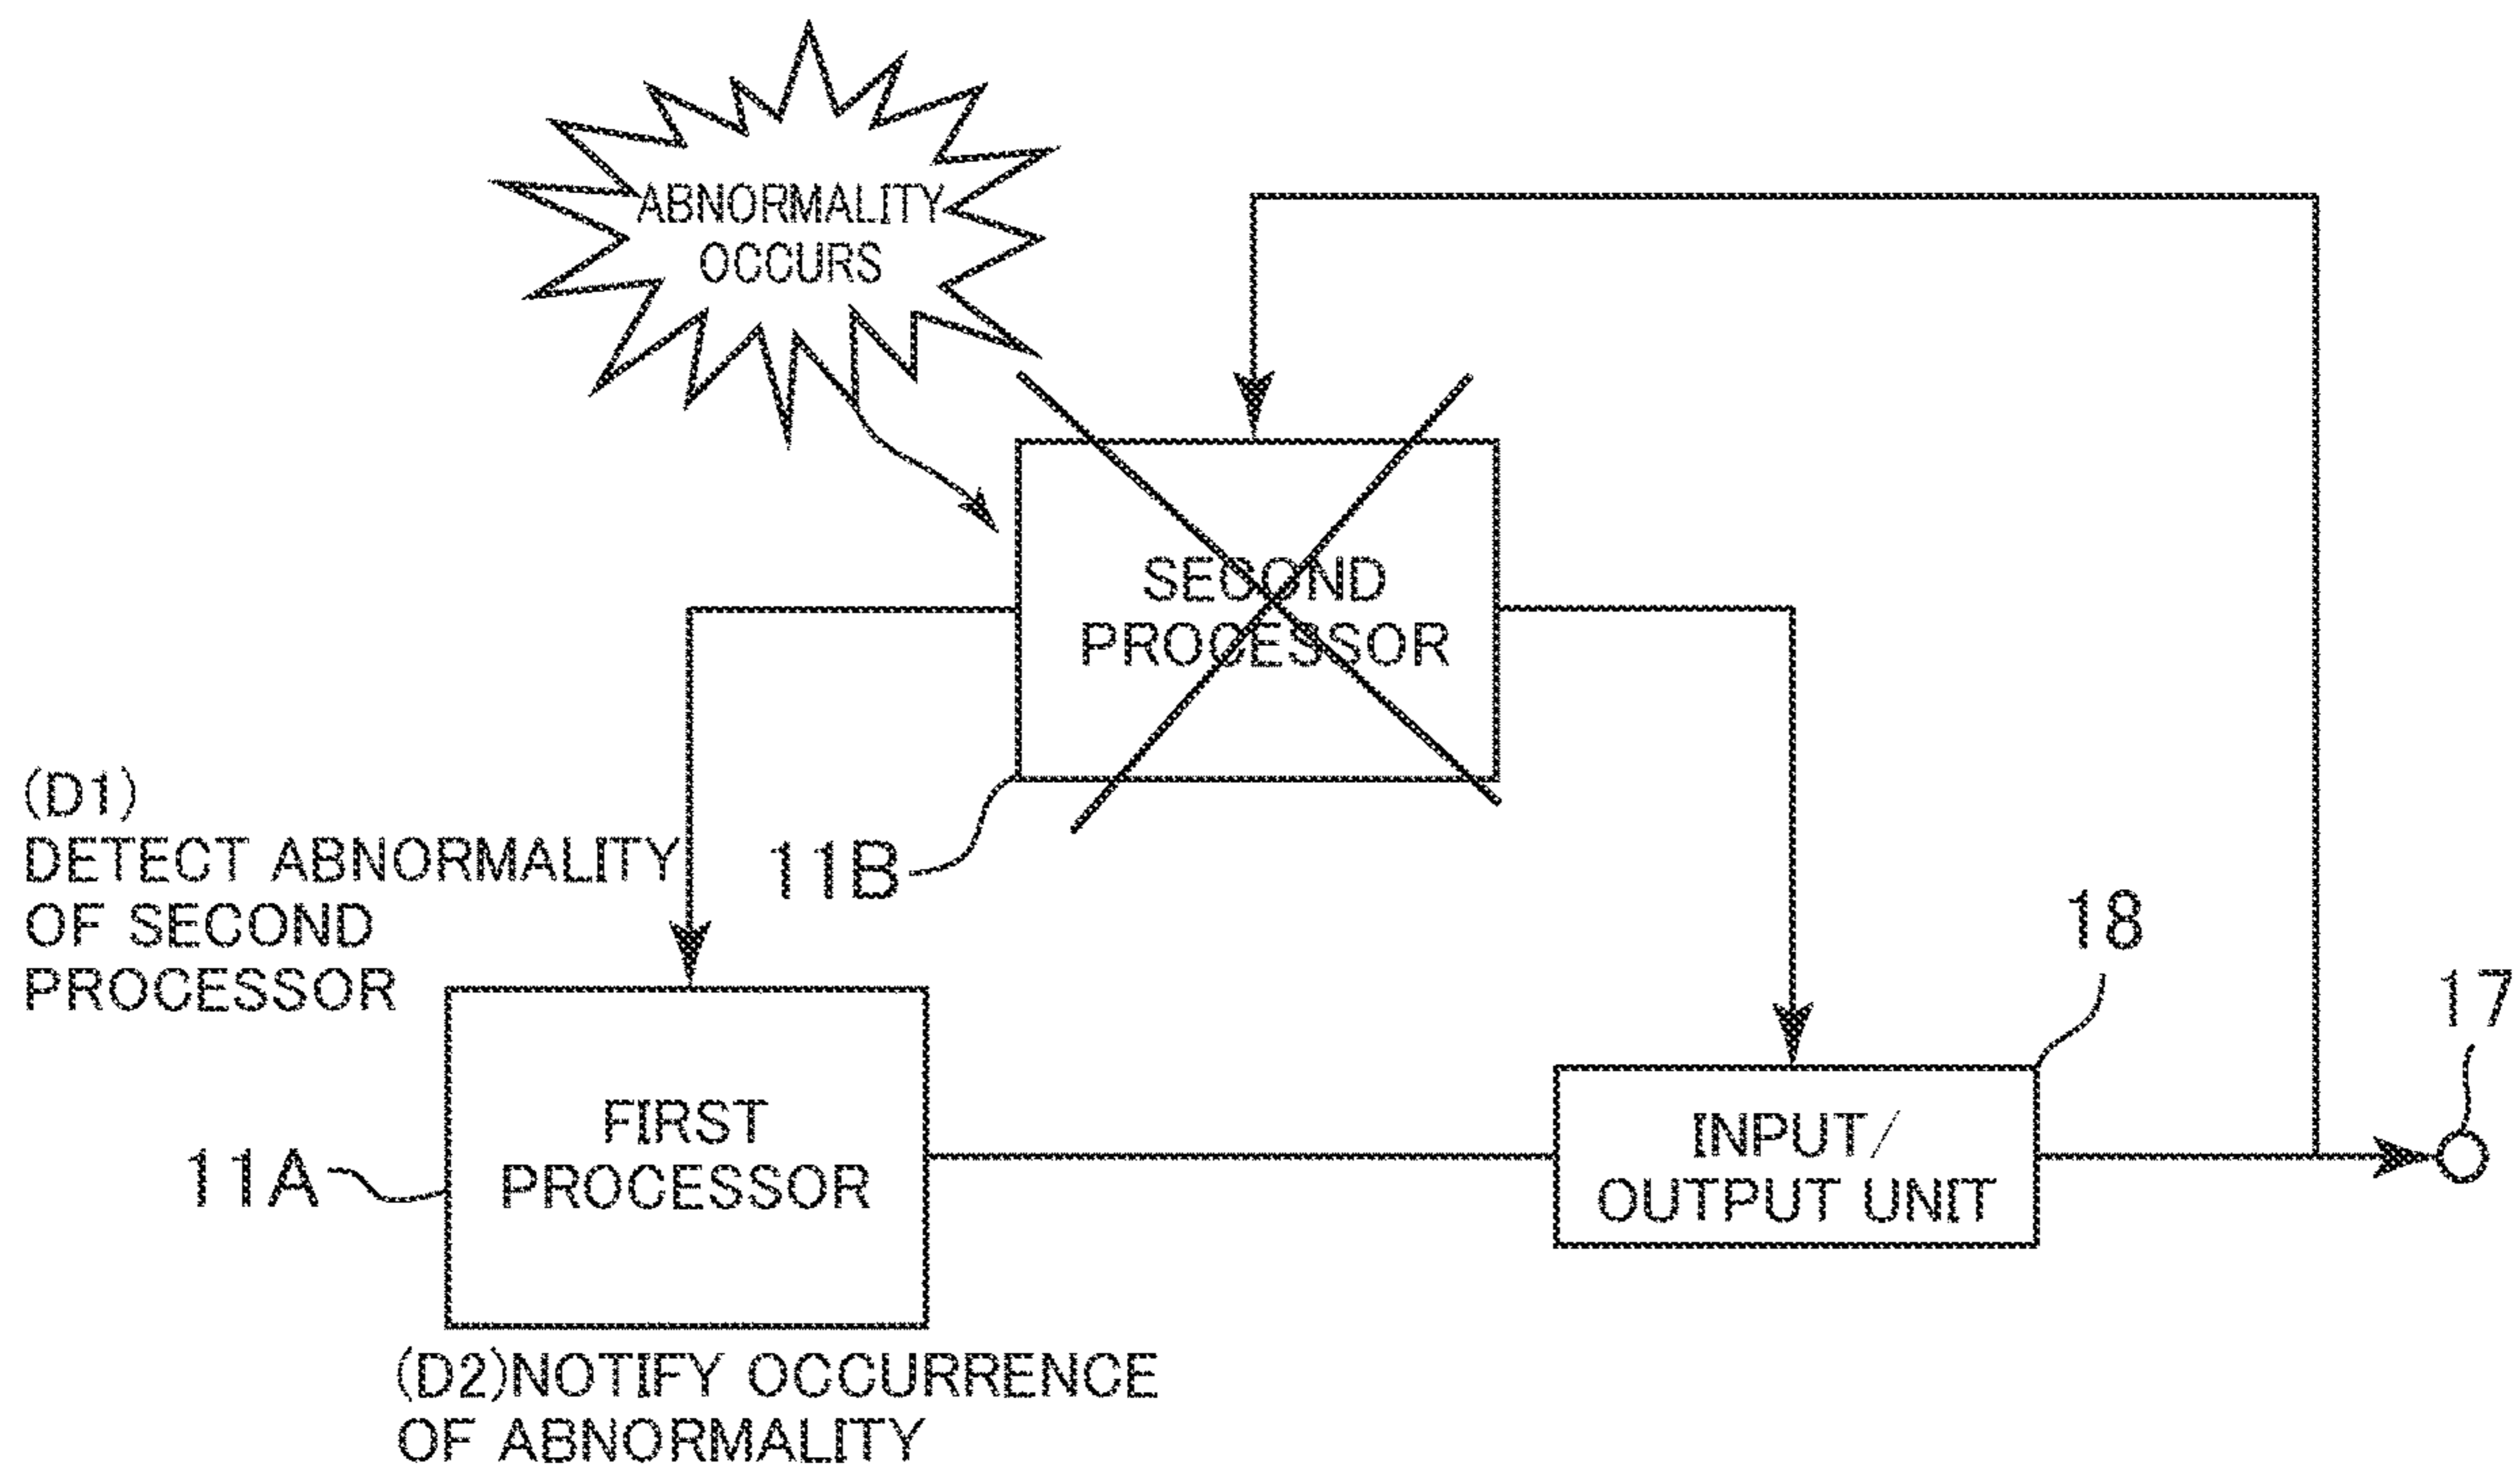 ABNORMALITY
OCCURS
SECOND
PROCESSOR
(D1)
DETECT ABNORMALITY
OF SECOND
PROCESSOR
11B
18
17
FIRST
PROCESSOR
11A
INPUT/
OUTPUT UNIT
(D2)NOTIFY OCCURRENCE
OF ABNORMALITY